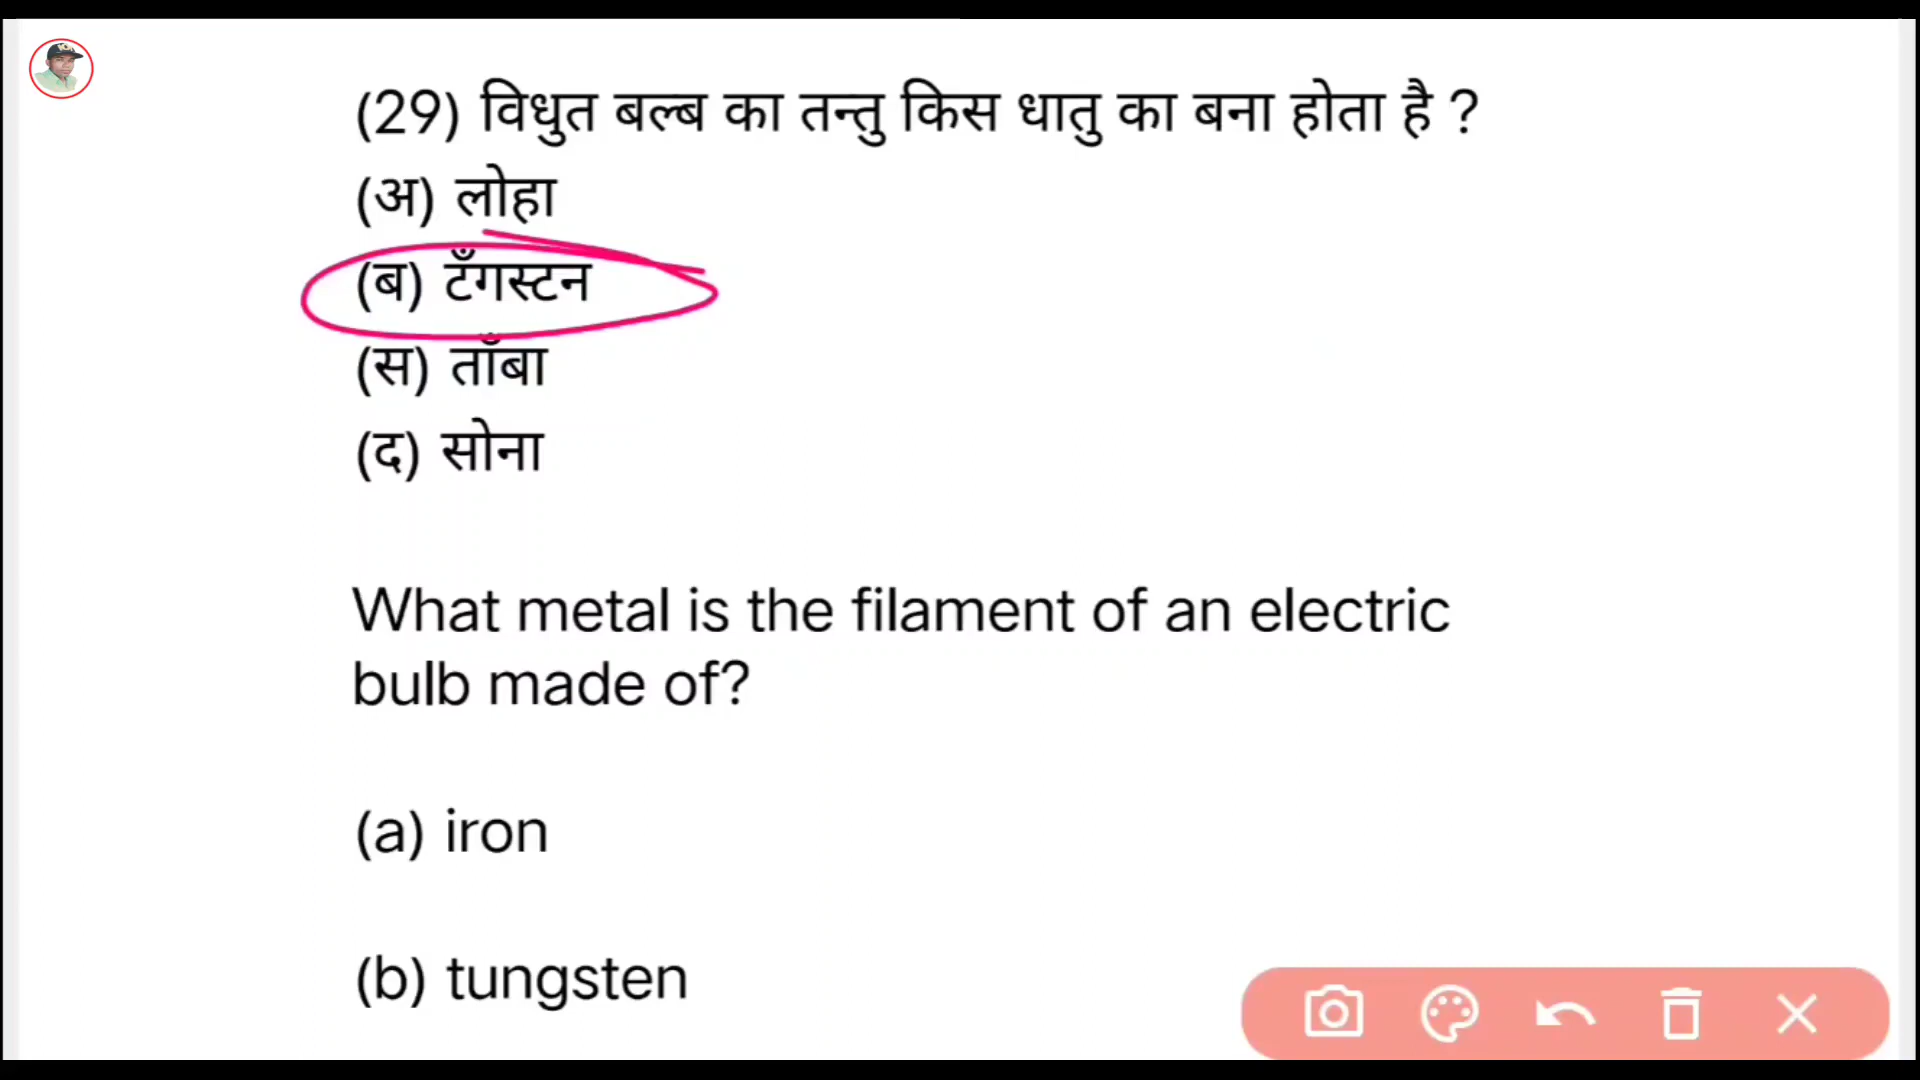 (29) विधुत बल्ब का तन्तु किस धातु का बना होता है ?
(अ) लोहा
(ब) टँगस्टन
(स) ताँबा
(द) सोना
What metal is the filament of an electric
bulb made of?
(a) iron
(b) tungsten